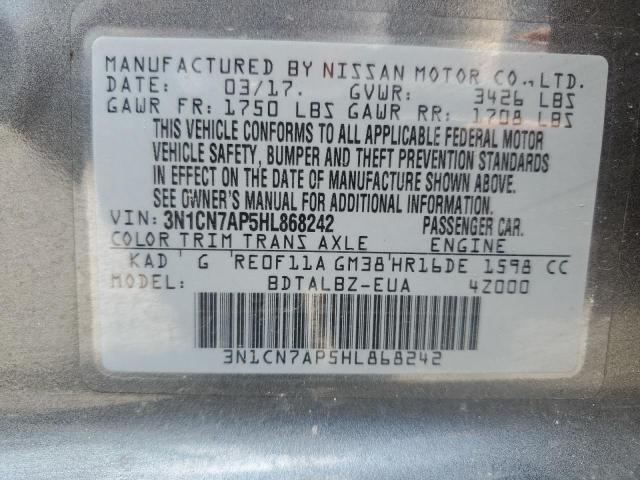 MANUFACTURED BY NISSAN MOTOR CO., LTD.
DATE: 03/17. GVWR: 3426 LBS
GAWR FR: 1750 LBS GAWR RR: 1708 LBS
THIS VEHICLE CONFORMS TO ALL APPLICABLE FEDERAL MOTOR
VEHICLE SAFETY, BUMPER AND THEFT PREVENTION STANDARDS
IN EFFECT ON THE DATE OF MANUFACTURE SHOWN ABOVE.
SEE OWNER'S MANUAL FOR ADDITIONAL INFORMATION.
VIN: 3N1CN7AP5HL868242 PASSENGER CAR.
COLOR TRIM TRANS AXLE ENGINE
KAD G RE0F11A GM38 HR16DE 1598 CC
MODEL BDTALBZ-EUA 4Z000
3N1CN7AP5HL868242